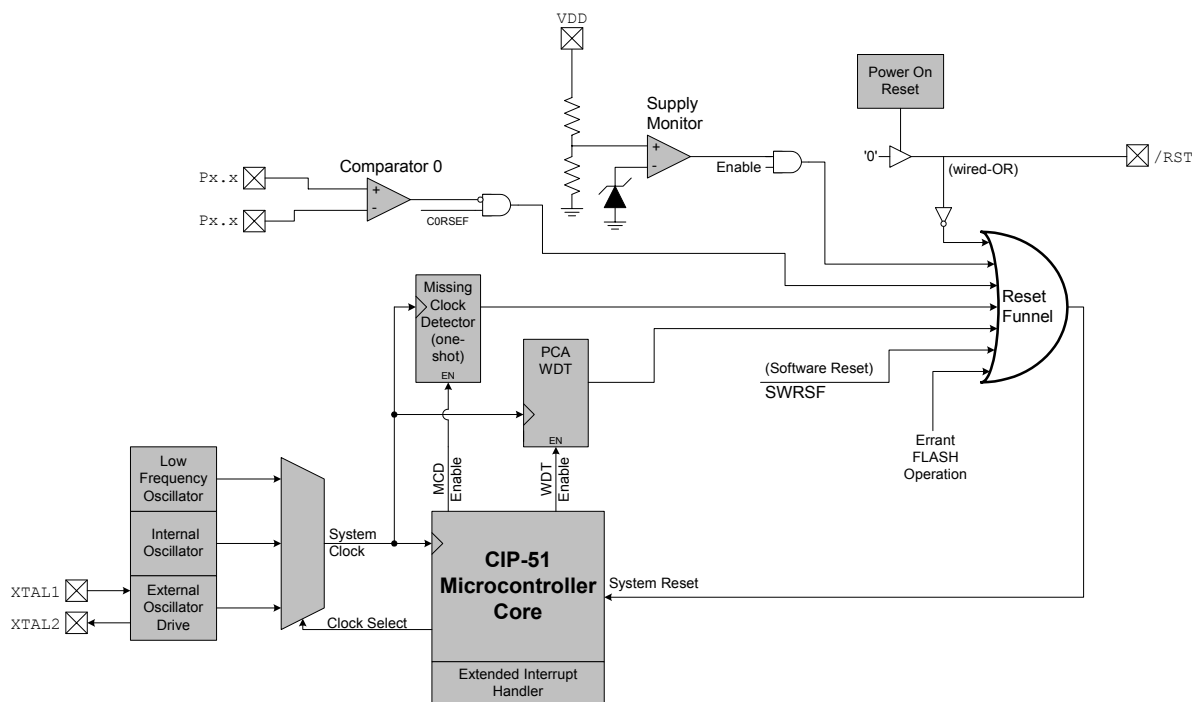 VDD
Power On
Reset
Supply
Monitor
+
-
Enable
'0'
(wired-OR)
/RST
Comparator 0
Px.x
Px.x
+
-
C0RSEF
Missing
Clock
Detector
(one-
shot)
EN
PCA
WDT
EN
Reset
Funnel
(Software Reset)
SWRSF
Errant
FLASH
Operation
Low
Frequency
Oscillator
Internal
Oscillator
External
Oscillator
Drive
XTAL1
XTAL2
System
Clock
Clock Select
MCD
Enable
WDT
Enable
CIP-51
Microcontroller
Core
System Reset
Extended Interrupt
Handler